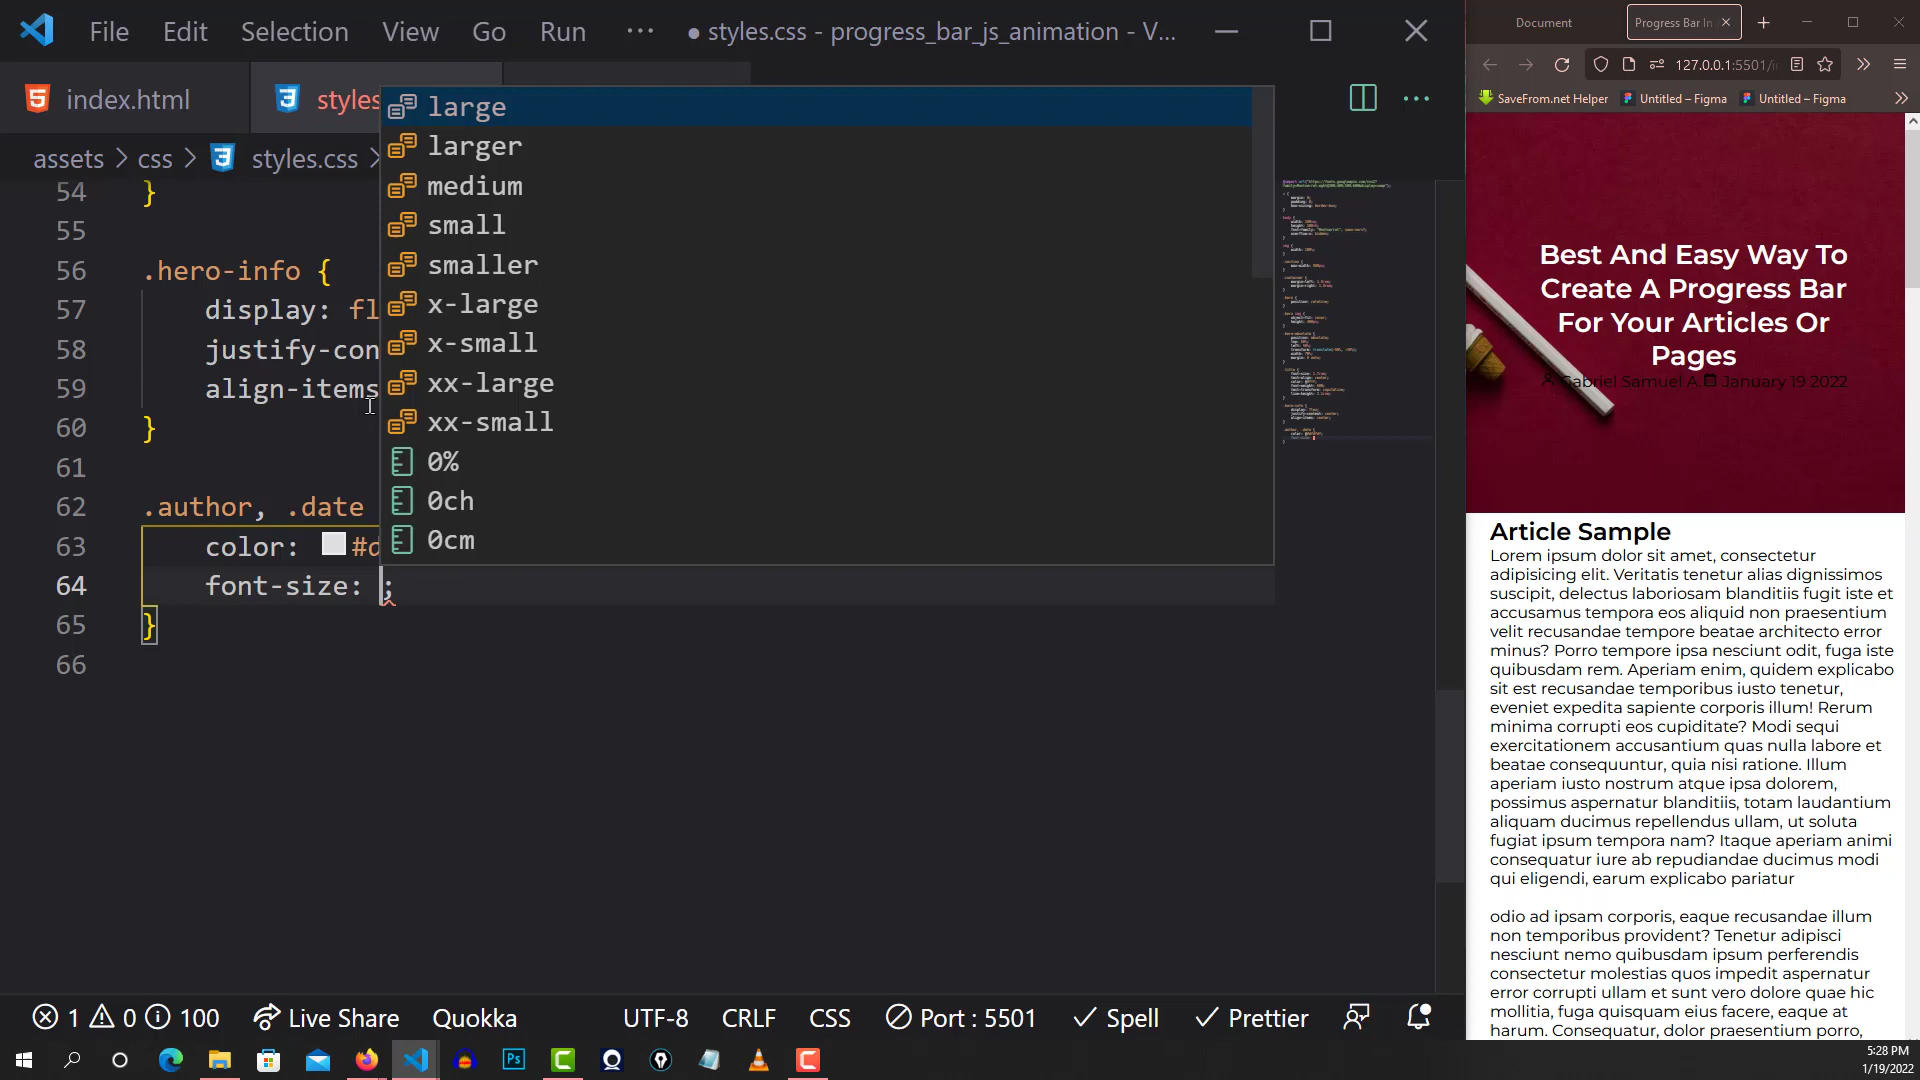 File Edit Selection View Go Run ··· ● styles.css - progress_bar_js_animation - V...
index.html
styles
assets > css > styles.css >
54 }
55
56 .hero-info {
57 display: fl
58 justify-con
59 align-items
60 }
61
62 .author, .date
63 color: #d
64 font-size: ;
65 }
66
large
larger
medium
small
smaller
x-large
x-small
xx-large
xx-small
0%
0ch
0cm
1 0 100 Live Share Quokka UTF-8 CRLF CSS Port : 5501 Spell Prettier
Document
Progress Bar In
127.0.0.1:5501/i
SaveFrom.net Helper Untitled – Figma Untitled – Figma
Best And Easy Way To
Create A Progress Bar
For Your Articles Or
Pages
Gabriel Samuel A. January 19 2022
Article Sample
Lorem ipsum dolor sit amet, consectetur
adipisicing elit. Veritatis tenetur alias dignissimos
suscipit, delectus laboriosam blanditiis fugit iste et
accusamus tempora eos aliquid non praesentium
velit recusandae tempore beatae architecto error
minus? Porro tempore ipsa nesciunt odit, fuga iste
quibusdam rem. Aperiam enim, quidem explicabo
sit est recusandae temporibus iusto tenetur,
eveniet expedita sapiente corporis illum! Rerum
minima corrupti eos cupiditate? Modi sequi
exercitationem accusantium quas nulla labore et
beatae consequuntur, quia nisi ratione. Illum
aperiam iusto nostrum atque ipsa dolorem,
possimus aspernatur blanditiis, totam laudantium
aliquam ducimus repellendus ullam, ut soluta
fugiat ipsum tempora nam? Itaque aperiam animi
consequatur iure ab repudiandae ducimus modi
qui eligendi, earum explicabo pariatur
odio ad ipsam corporis, eaque recusandae illum
non temporibus provident? Tenetur adipisci
nesciunt nemo quibusdam ipsum perferendis
consectetur molestias quos impedit aspernatur
error corrupti ullam et sunt vero dolore quae hic
mollitia, fuga quisquam eius facere, eaque at
harum. Consequatur, dolor praesentium porro,
Ps
5:28 PM
1/19/2022